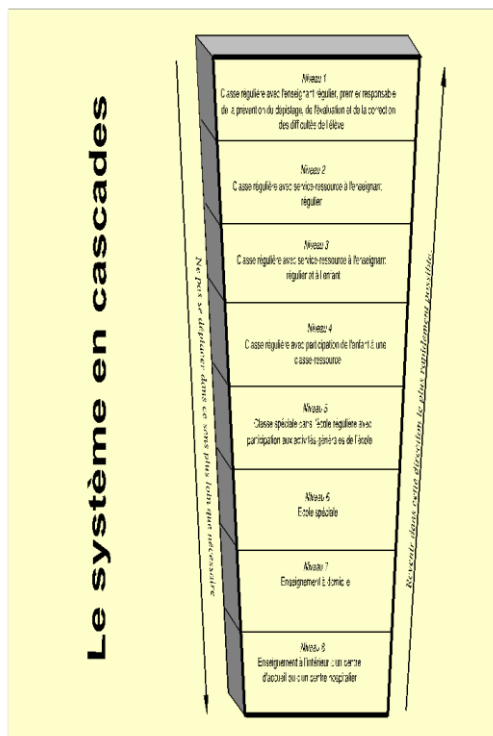 Le système en cascades
Niveau 1
Classe régulière avec l'enseignant régulier, premier responsable
de la prévention du dépistage, de l'évaluation et de la correction
des difficultés de l'élève
Niveau 2
Classe régulière avec service-ressource à l'enseignant
régulier
Niveau 3
Classe régulière avec service-ressource à l'enseignant
régulier et à l'enfant
Niveau 4
Classe régulière avec participation de l'enfant à une
classe-ressource
Niveau 5
Classe spéciale dans l'école régulière avec
participation aux activités générales de l'école
Niveau 6
Ecole spéciale
Niveau 7
Enseignement à domicile
Niveau 8
Enseignement à l'intérieur d'un centre
d'accueil ou d'un centre hospitalier
Ne pas se déplacer dans ce sens plus loin que nécessaire
Revenir dans cette direction le plus rapidement possible.